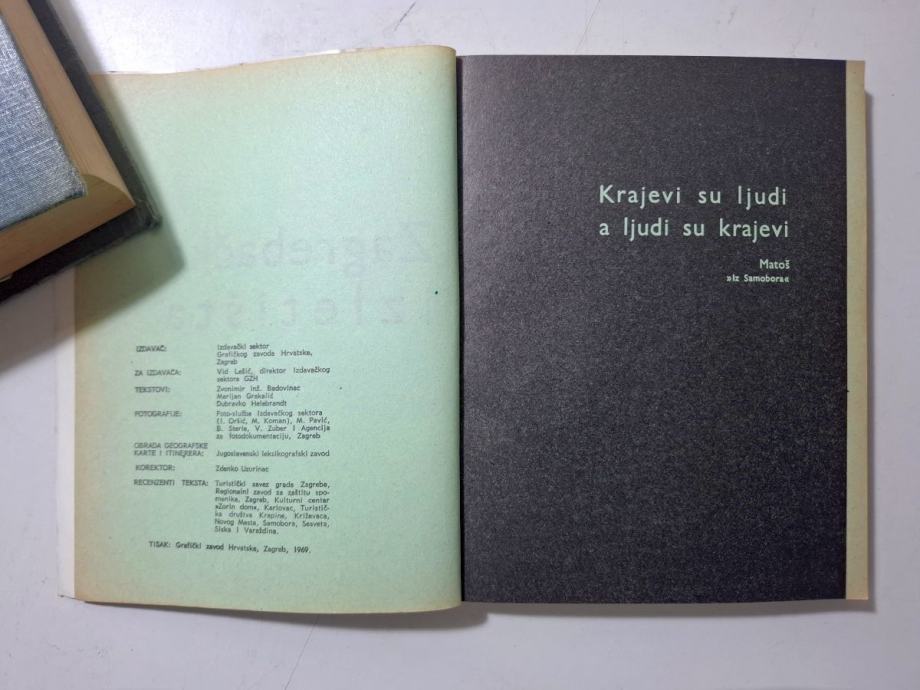 IZDAVAČ: Izdavački sektor
Grafičkog zavoda Hrvatske,
Zagreb
ZA IZDAVAČA: Vid Lešić, direktor Izdavačkog
sektora GZH
TEKSTOVI: Zvonimir inž. Badovinac
Marijan Grakalić
Dubravko Helebrandt
FOTOGRAFIJE: Foto-služba Izdavačkog sektora
(I. Oršić, M. Koman), M. Pavić,
B. Sterle, V. Zuber i Agencija
za fotodokumentaciju, Zagreb
OBRADA GEOGRAFSKE
KARTE I ITINERERA: Jugoslavenski leksikografski zavod
KOREKTOR: Zdenko Uzurinac
RECENZENTI TEKSTA: Turistički savez grada Zagreba,
Regionalni zavod za zaštitu spo-
menika, Zagreb, Kulturni centar
»Zorin dom«, Karlovac, Turistič-
ka društva Krapine, Križevaca,
Novog Mesta, Samobora, Sesveta,
Siska i Varaždina.
TISAK: Grafički zavod Hrvatske, Zagreb, 1969.
Krajevi su ljudi
a ljudi su krajevi
Matoš
»Iz Samobora«